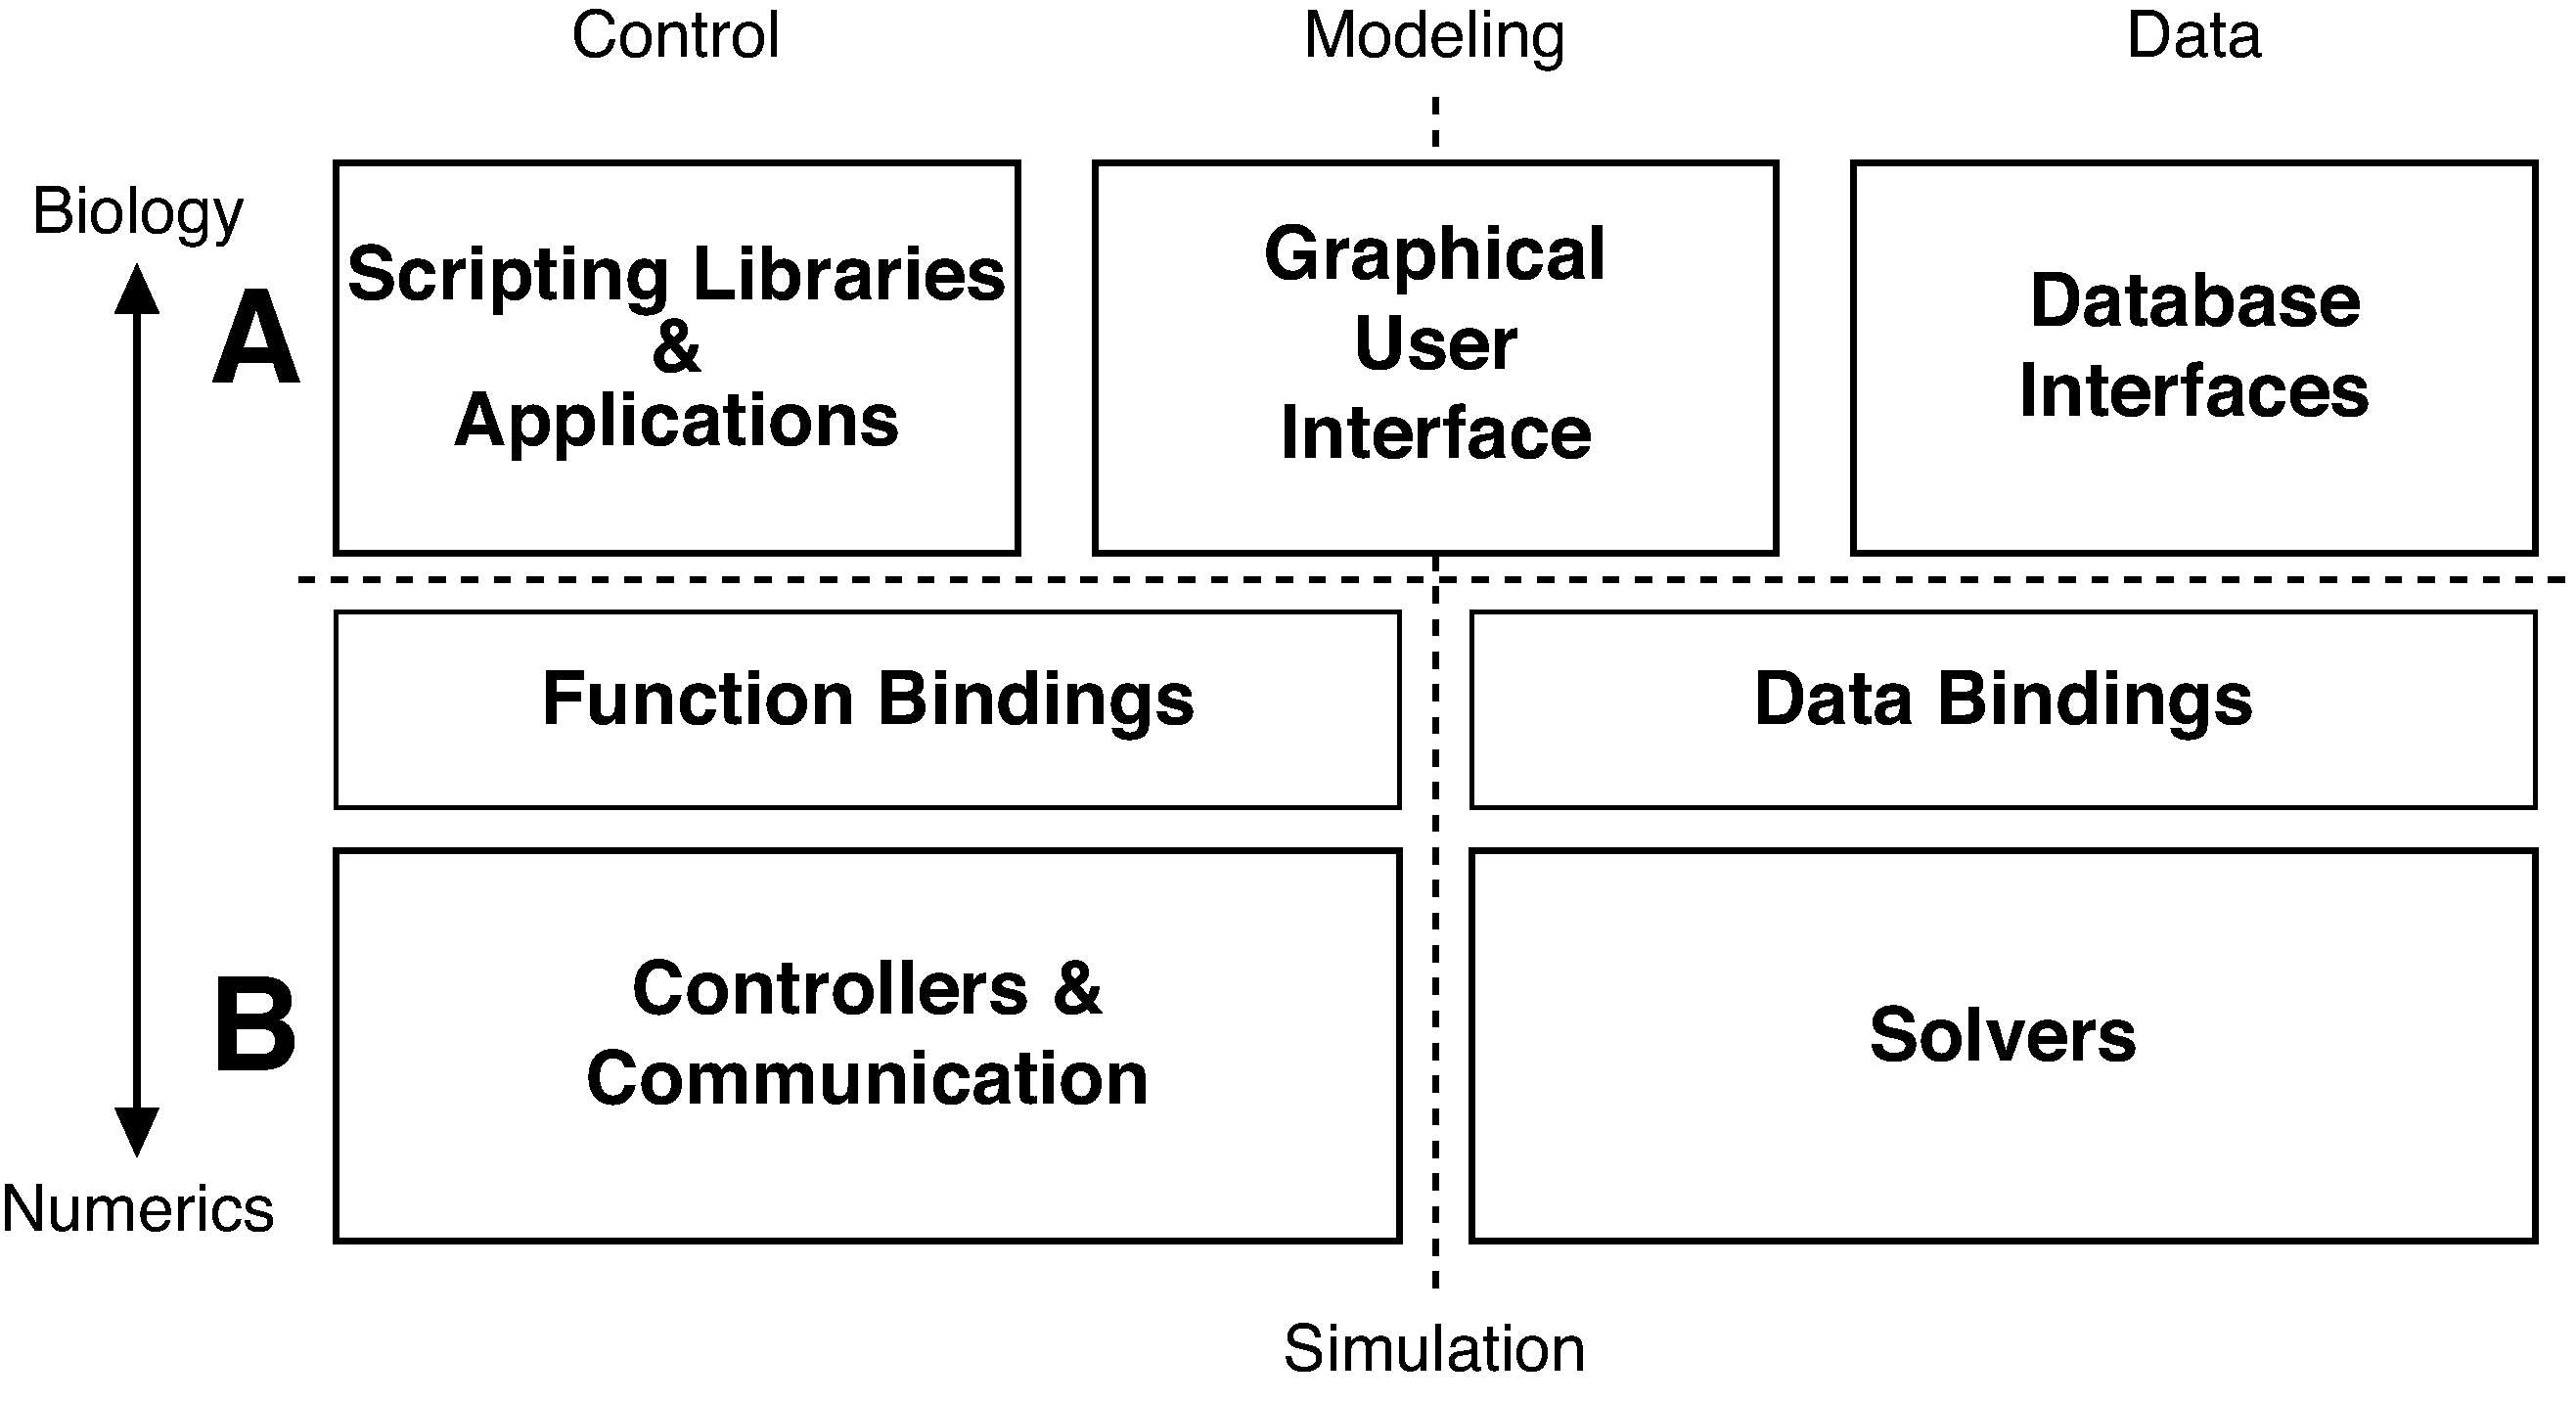 Control
Modeling
Data
Biology
A
Scripting Libraries
&
Applications
Graphical
User
Interface
Database
Interfaces
Function Bindings
Data Bindings
B
Controllers &
Communication
Solvers
Numerics
Simulation